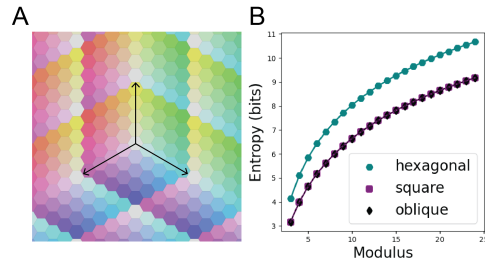 A
B
11
10
9
8
7
6
5
4
3
Entropy (bits)
hexagonal
square
oblique
5
10
15
20
25
Modulus